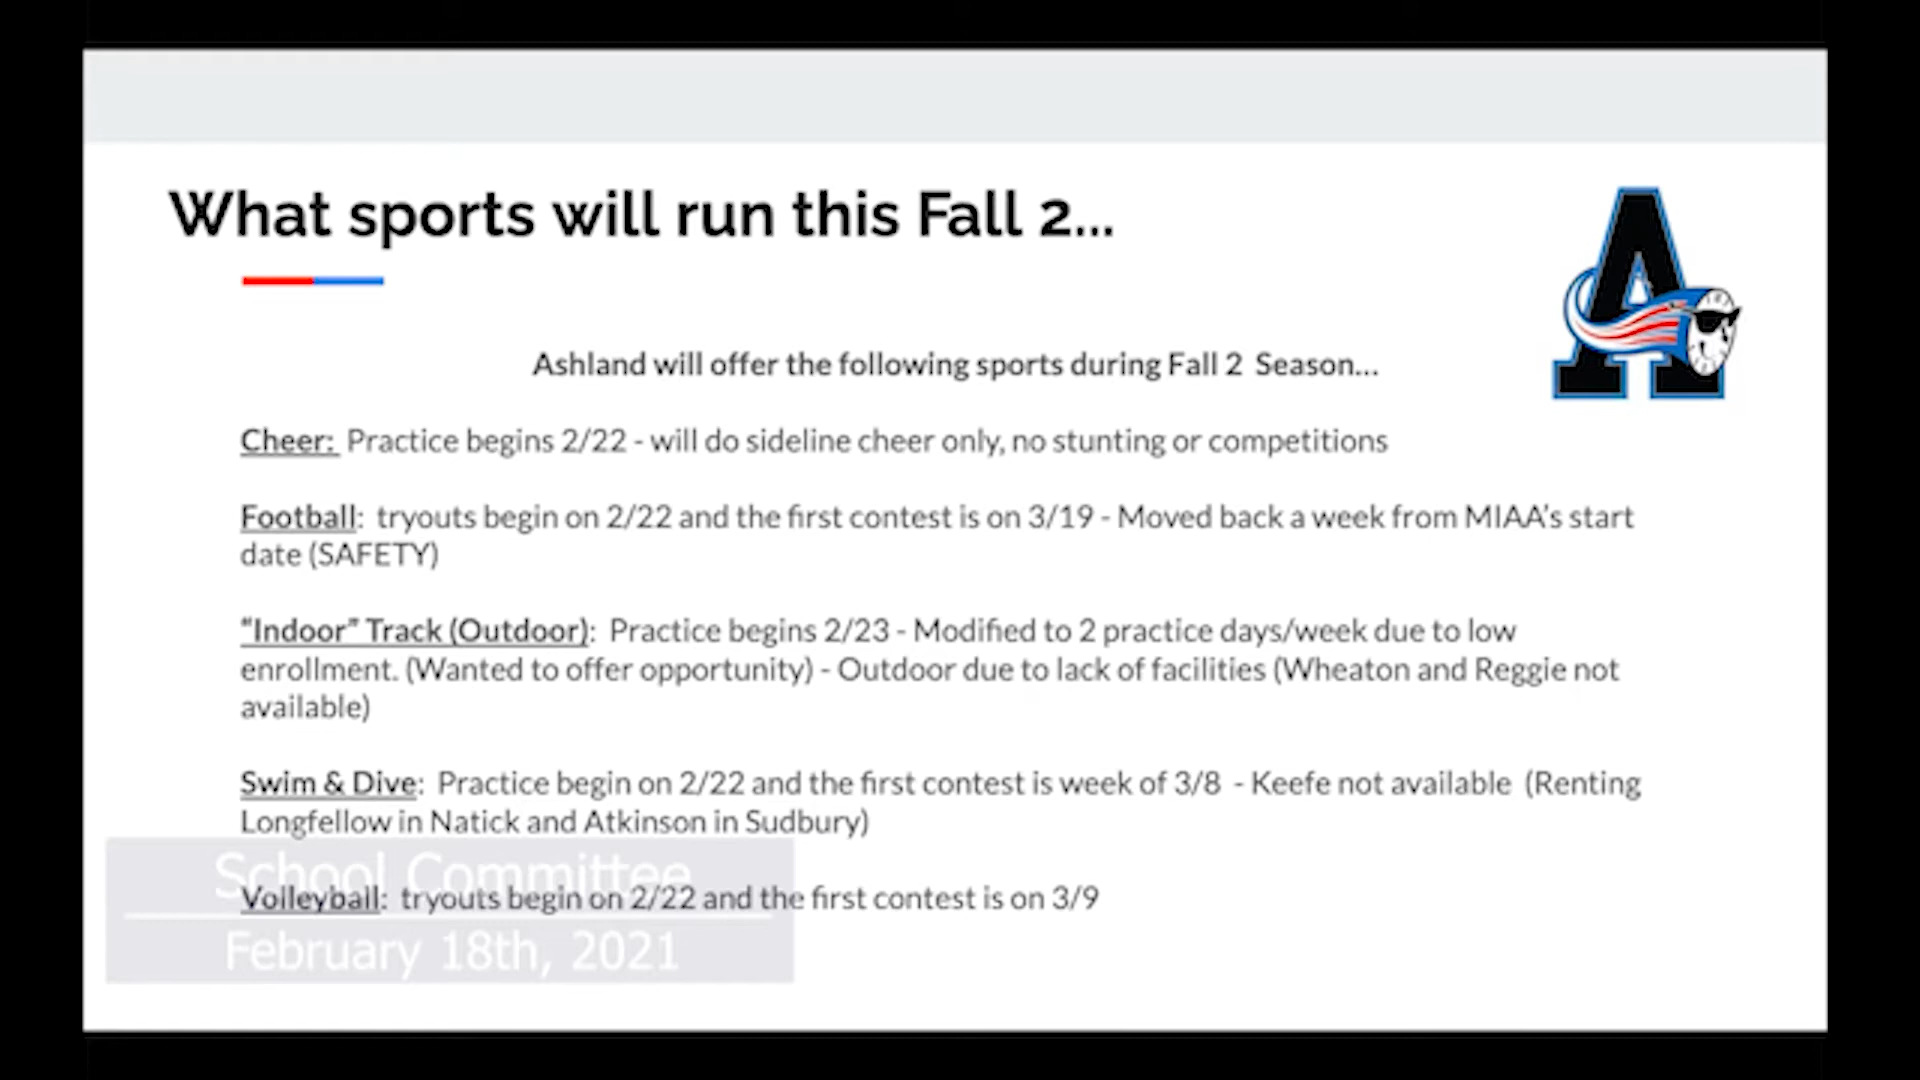 What sports will run this Fall 2...
Ashland will offer the following sports during Fall 2 Season...
Cheer: Practice begins 2/22 - will do sideline cheer only, no stunting or competitions
Football: tryouts begin on 2/22 and the first contest is on 3/19 - Moved back a week from MIAA's start
date (SAFETY)
"Indoor" Track (Outdoor): Practice begins 2/23 - Modified to 2 practice days/week due to low
enrollment. (Wanted to offer opportunity) - Outdoor due to lack of facilities (Wheaton and Reggie not
available)
Swim & Dive: Practice begin on 2/22 and the first contest is week of 3/8 - Keefe not available (Renting
Longfellow in Natick and Atkinson in Sudbury)
School Committee
Volleyball: tryouts begin on 2/22 and the first contest is on 3/9
February 18th, 2021
A